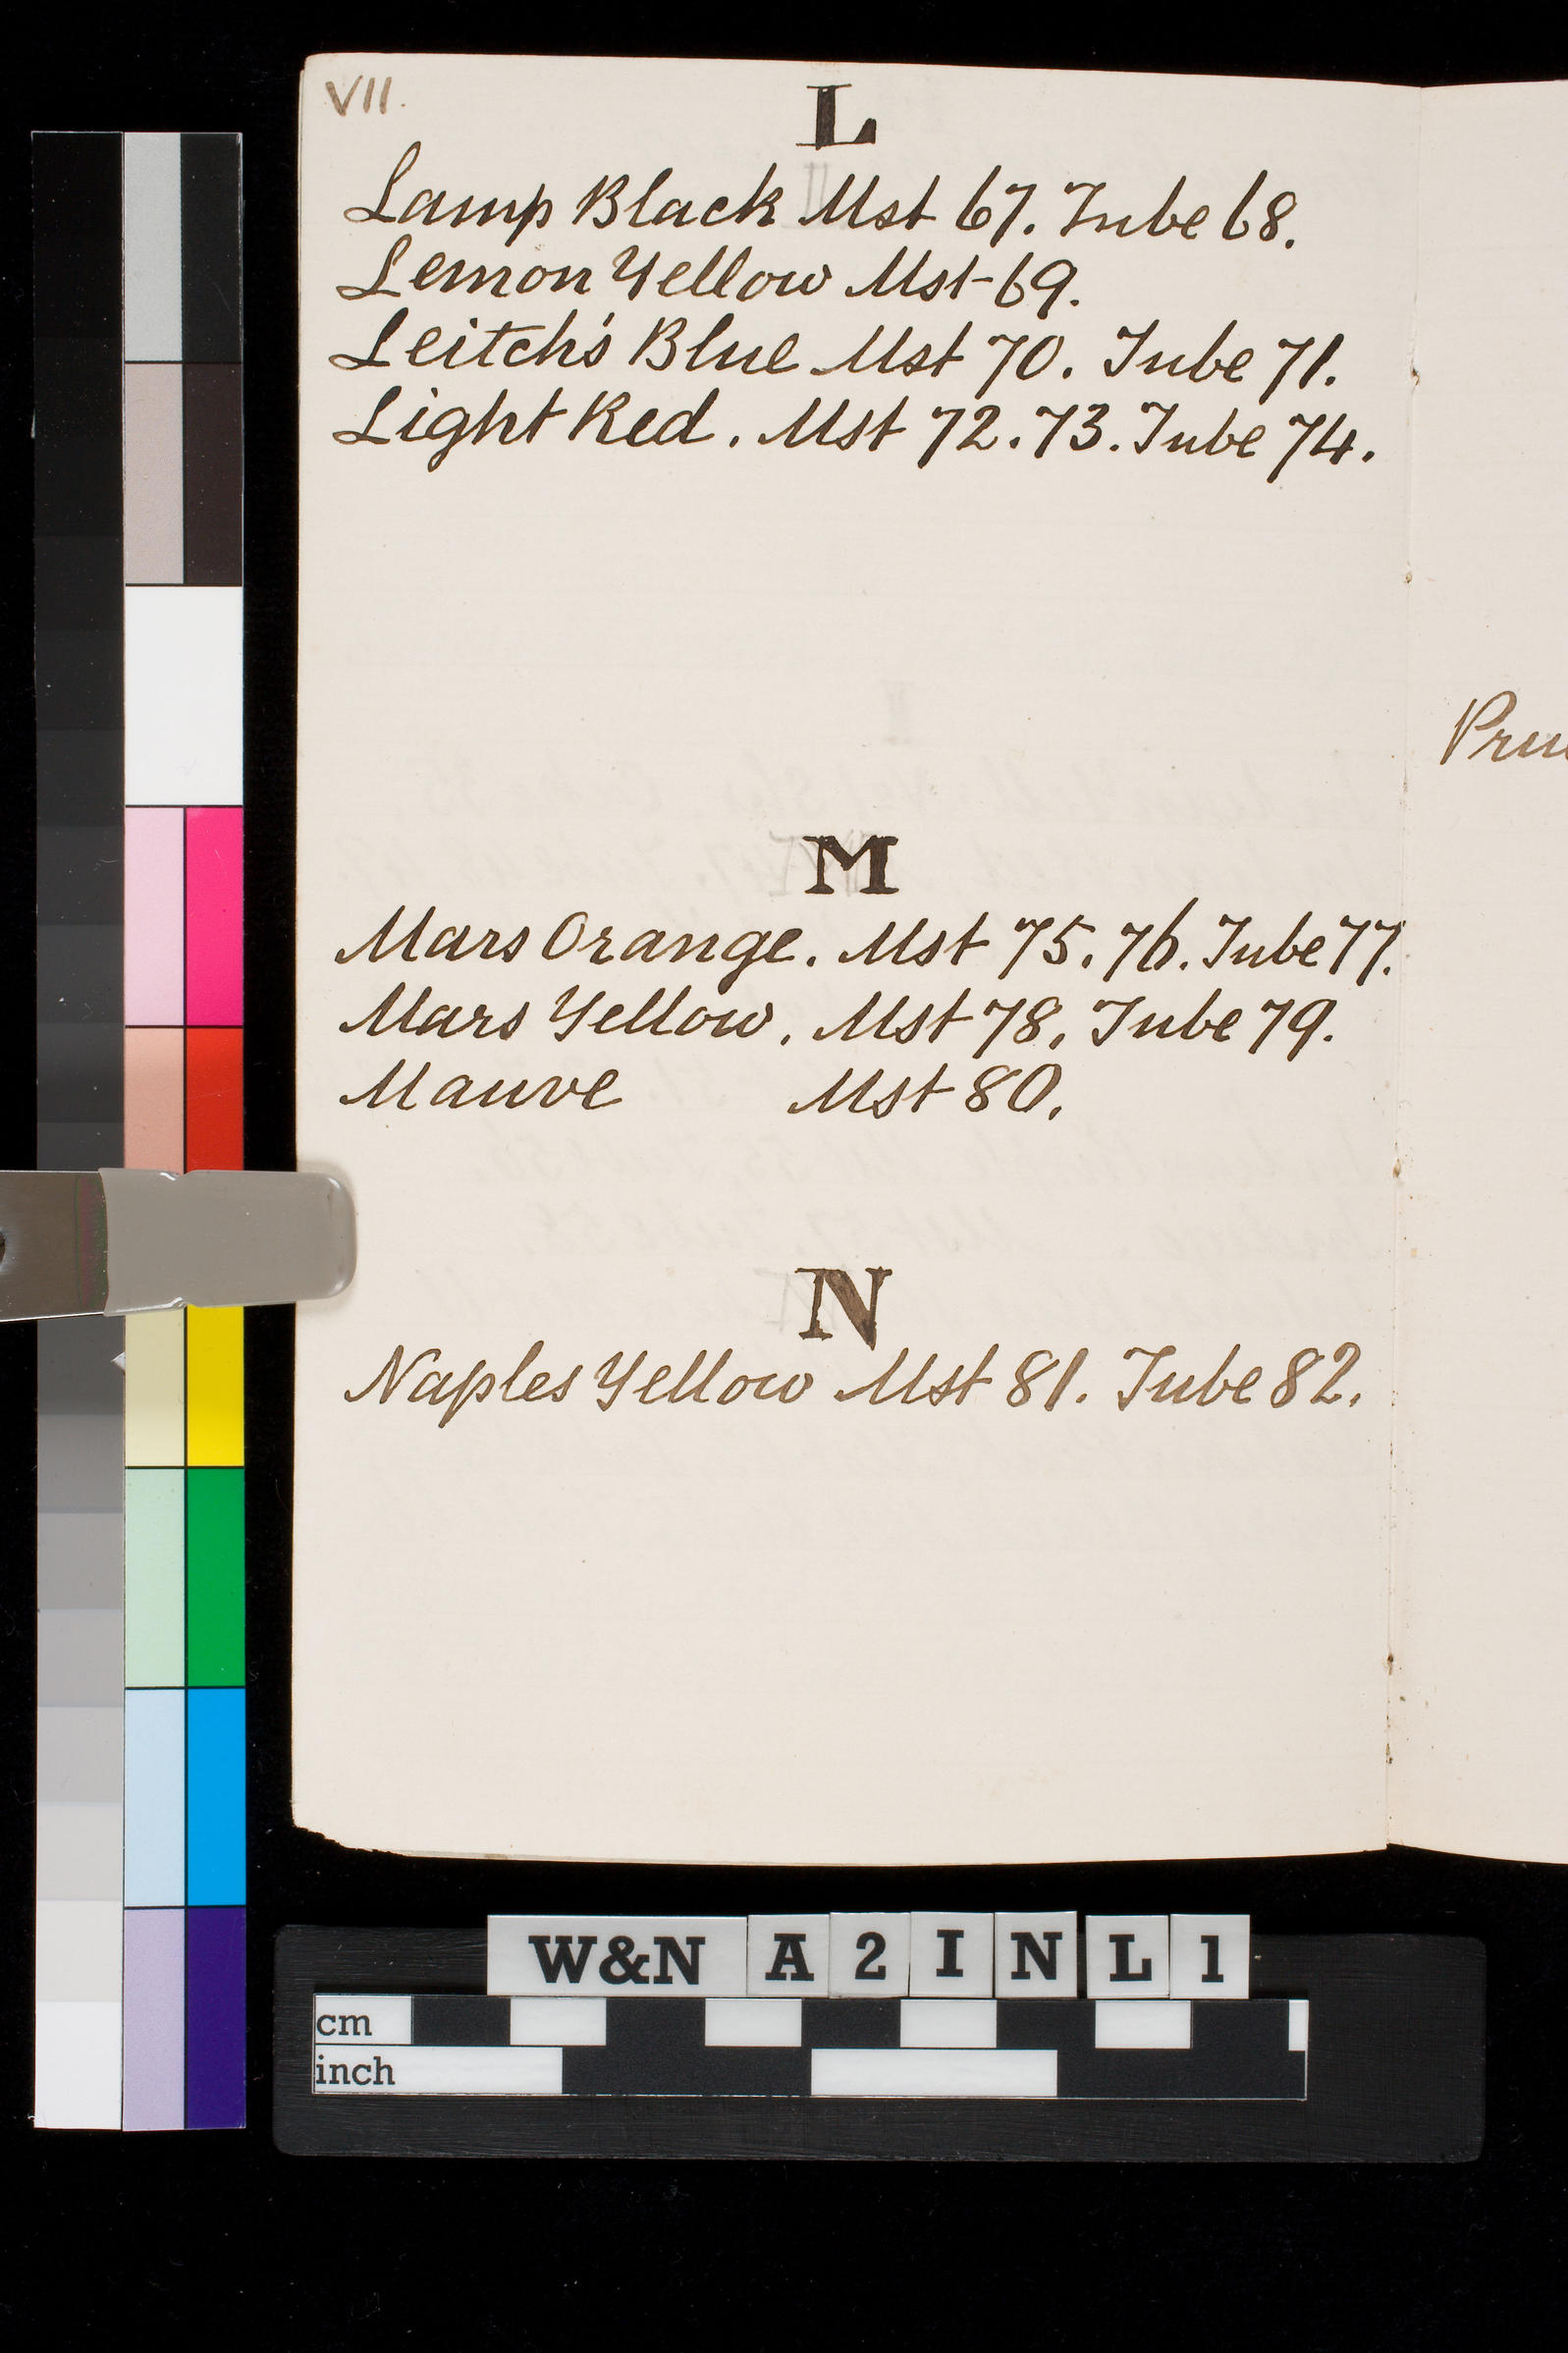 VII.
L
Lamp Black Mst 67. Tube 68.
Lemon Yellow Mst 69.
Leitch's Blue Mst 70. Tube 71.
Light Red. Mst 72. 73. Tube 74.
Pru
M
Mars Orange. Mst 75. 76. Tube 77.
Mars Yellow. Mst 78. Tube 79.
Mauve Mst 80.
N
Naples Yellow Mst 81. Tube 82.
W&N A 2 I N L 1
cm
inch